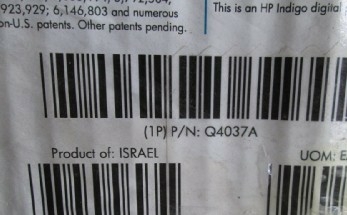 923,929; 6,146,803 and numerous
on-U.S. patents. Other patents pending.
This is an HP Indigo digital
(1P) P/N: Q4037A
Product of: ISRAEL
UOM: E